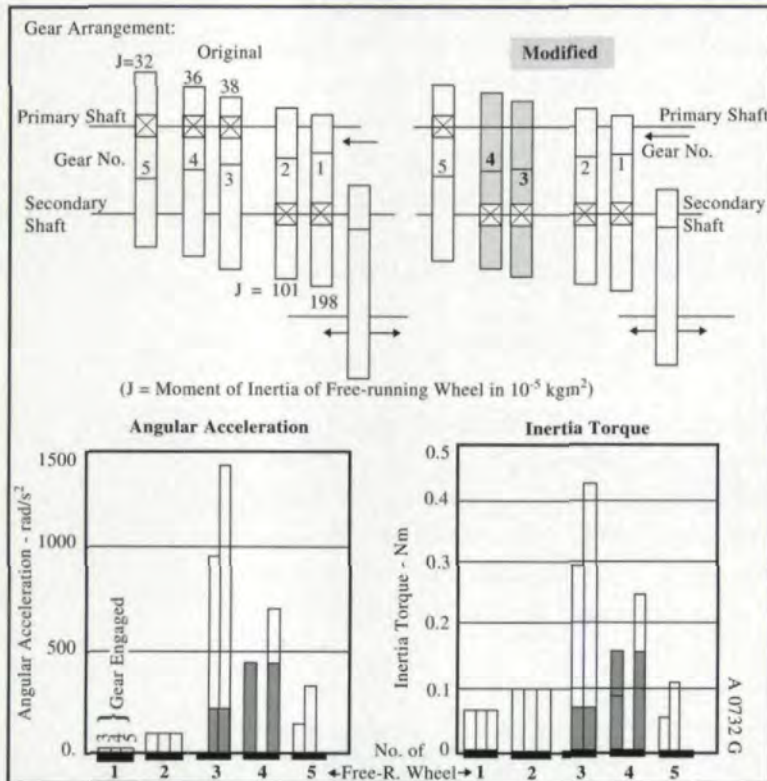 Gear Arrangement:
Original
Modified
J=32
36
38
Primary Shaft
Primary Shaft
Gear No.
Gear No.
5
4
3
2
1
5
4
3
2
1
Secondary
Shaft
Secondary
Shaft
J = 101
198
(J = Moment of Inertia of Free-running Wheel in 10⁻⁵ kgm²)
Angular Acceleration
Inertia Torque
Angular Acceleration - rad/s²
1500
1000
500
0.
3
4
5
} Gear Engaged
1 2 3 4 5
Inertia Torque - Nm
0.5
0.4
0.3
0.2
0.1
0
No. of
←Free-R. Wheel→
1 2 3 4 5
A 0732 G